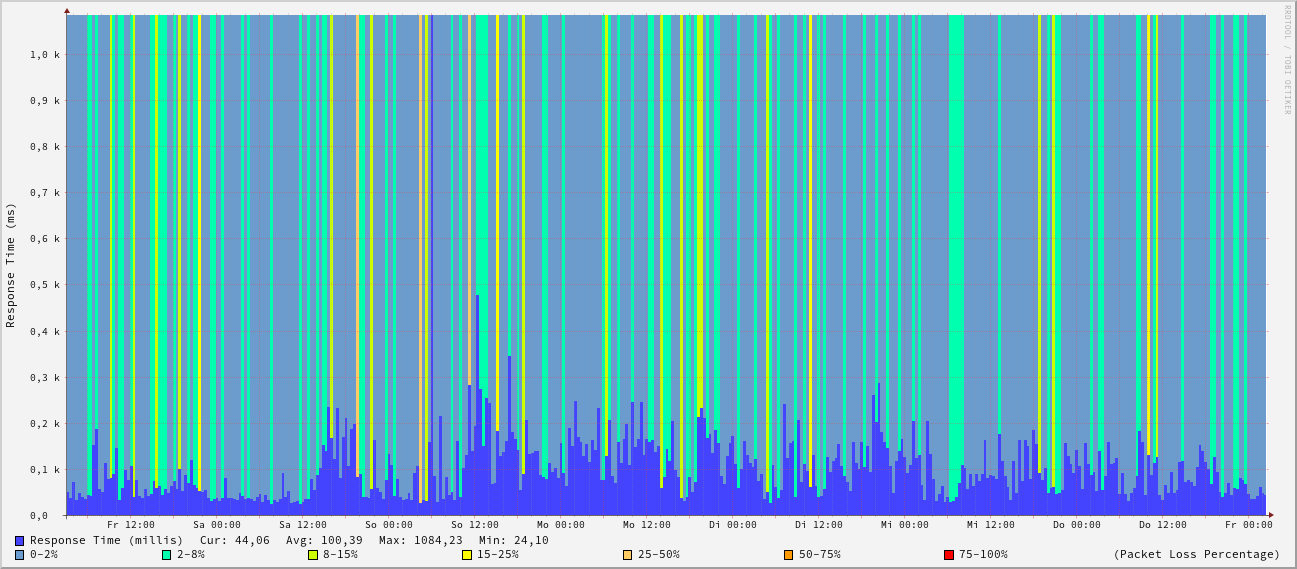 RRDTOOL / TOBI OETIKER
Response Time (ms)
1,0 k
0,9 k
0,8 k
0,7 k
0,6 k
0,5 k
0,4 k
0,3 k
0,2 k
0,1 k
0,0
Fr 12:00 Sa 00:00 Sa 12:00 So 00:00 So 12:00 Mo 00:00 Mo 12:00 Di 00:00 Di 12:00 Mi 00:00 Mi 12:00 Do 00:00 Do 12:00 Fr 00:00
Response Time (millis) Cur: 44,06 Avg: 100,39 Max: 1084,23 Min: 24,10
0-2% 2-8% 8-15% 15-25% 25-50% 50-75% 75-100% (Packet Loss Percentage)